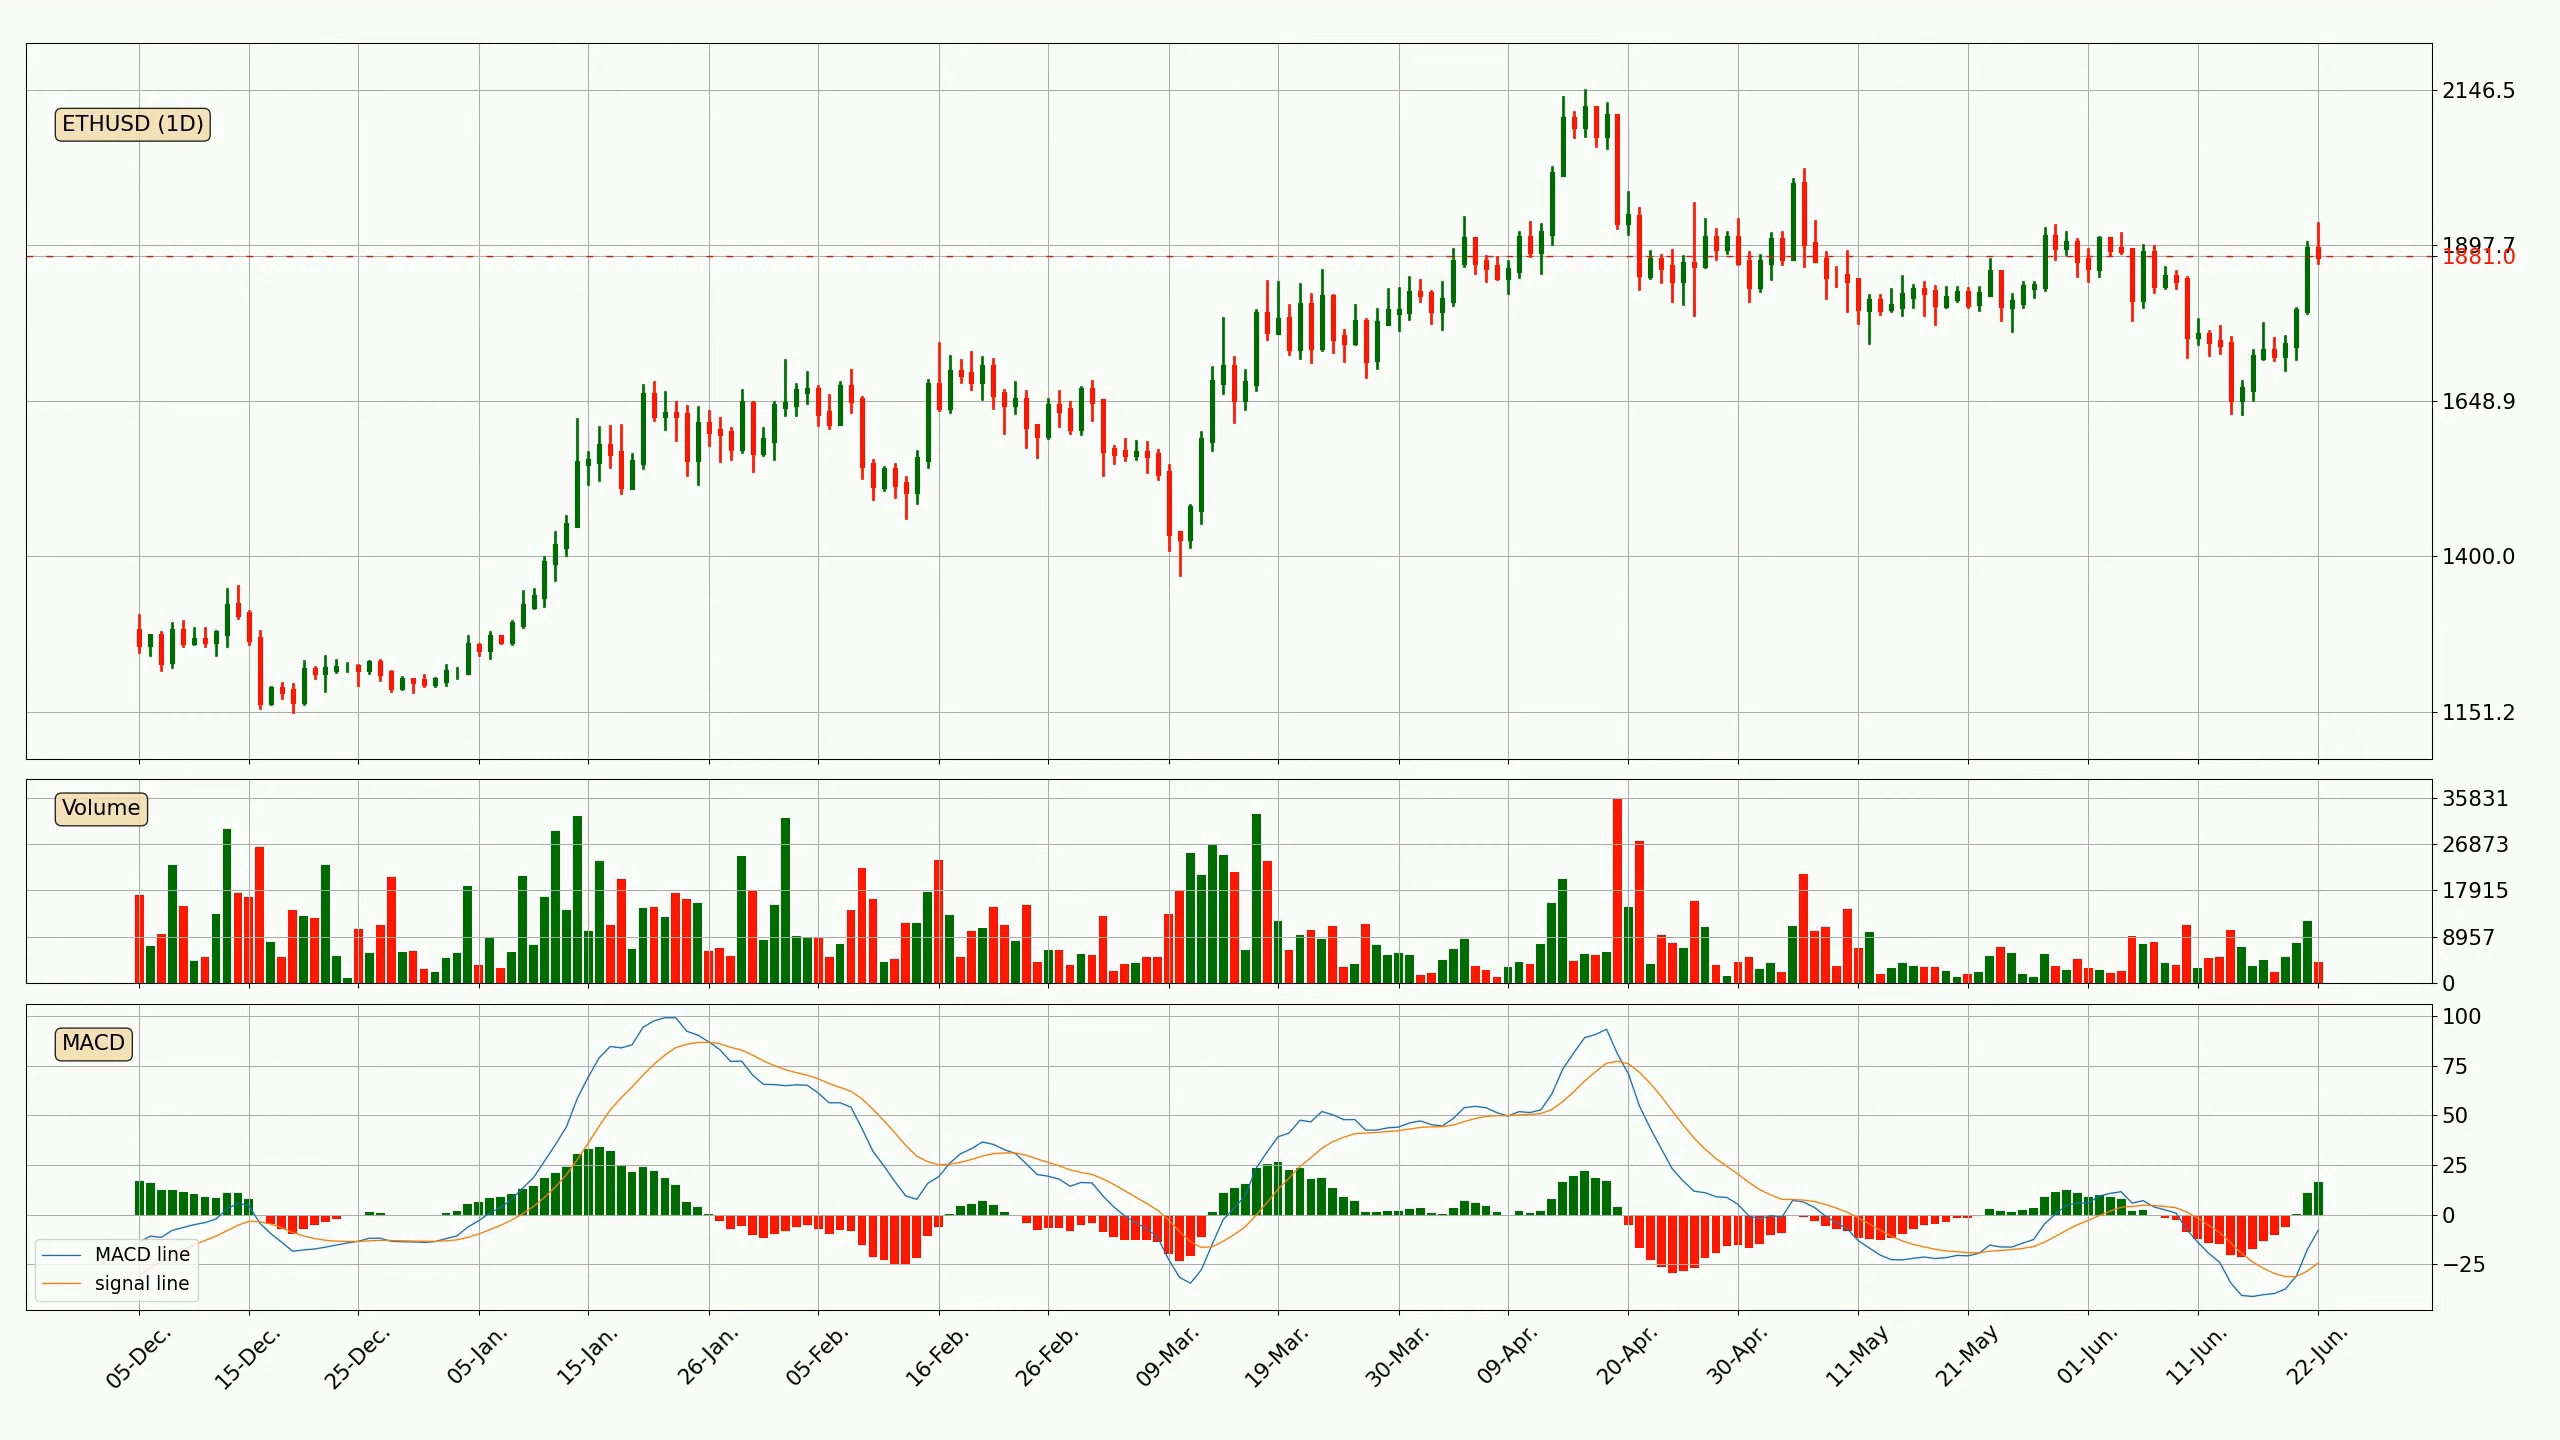 ETHUSD (1D)
2146.5
1897.7
1881.0
1648.9
1400.0
1151.2
Volume
35831
26873
17915
8957
0
MACD
100
75
50
25
0
−25
MACD line
signal line
05-Dec.
15-Dec.
25-Dec.
05-Jan.
15-Jan.
26-Jan.
05-Feb.
16-Feb.
26-Feb.
09-Mar.
19-Mar.
30-Mar.
09-Apr.
20-Apr.
30-Apr.
11-May
21-May
01-Jun.
11-Jun.
22-Jun.